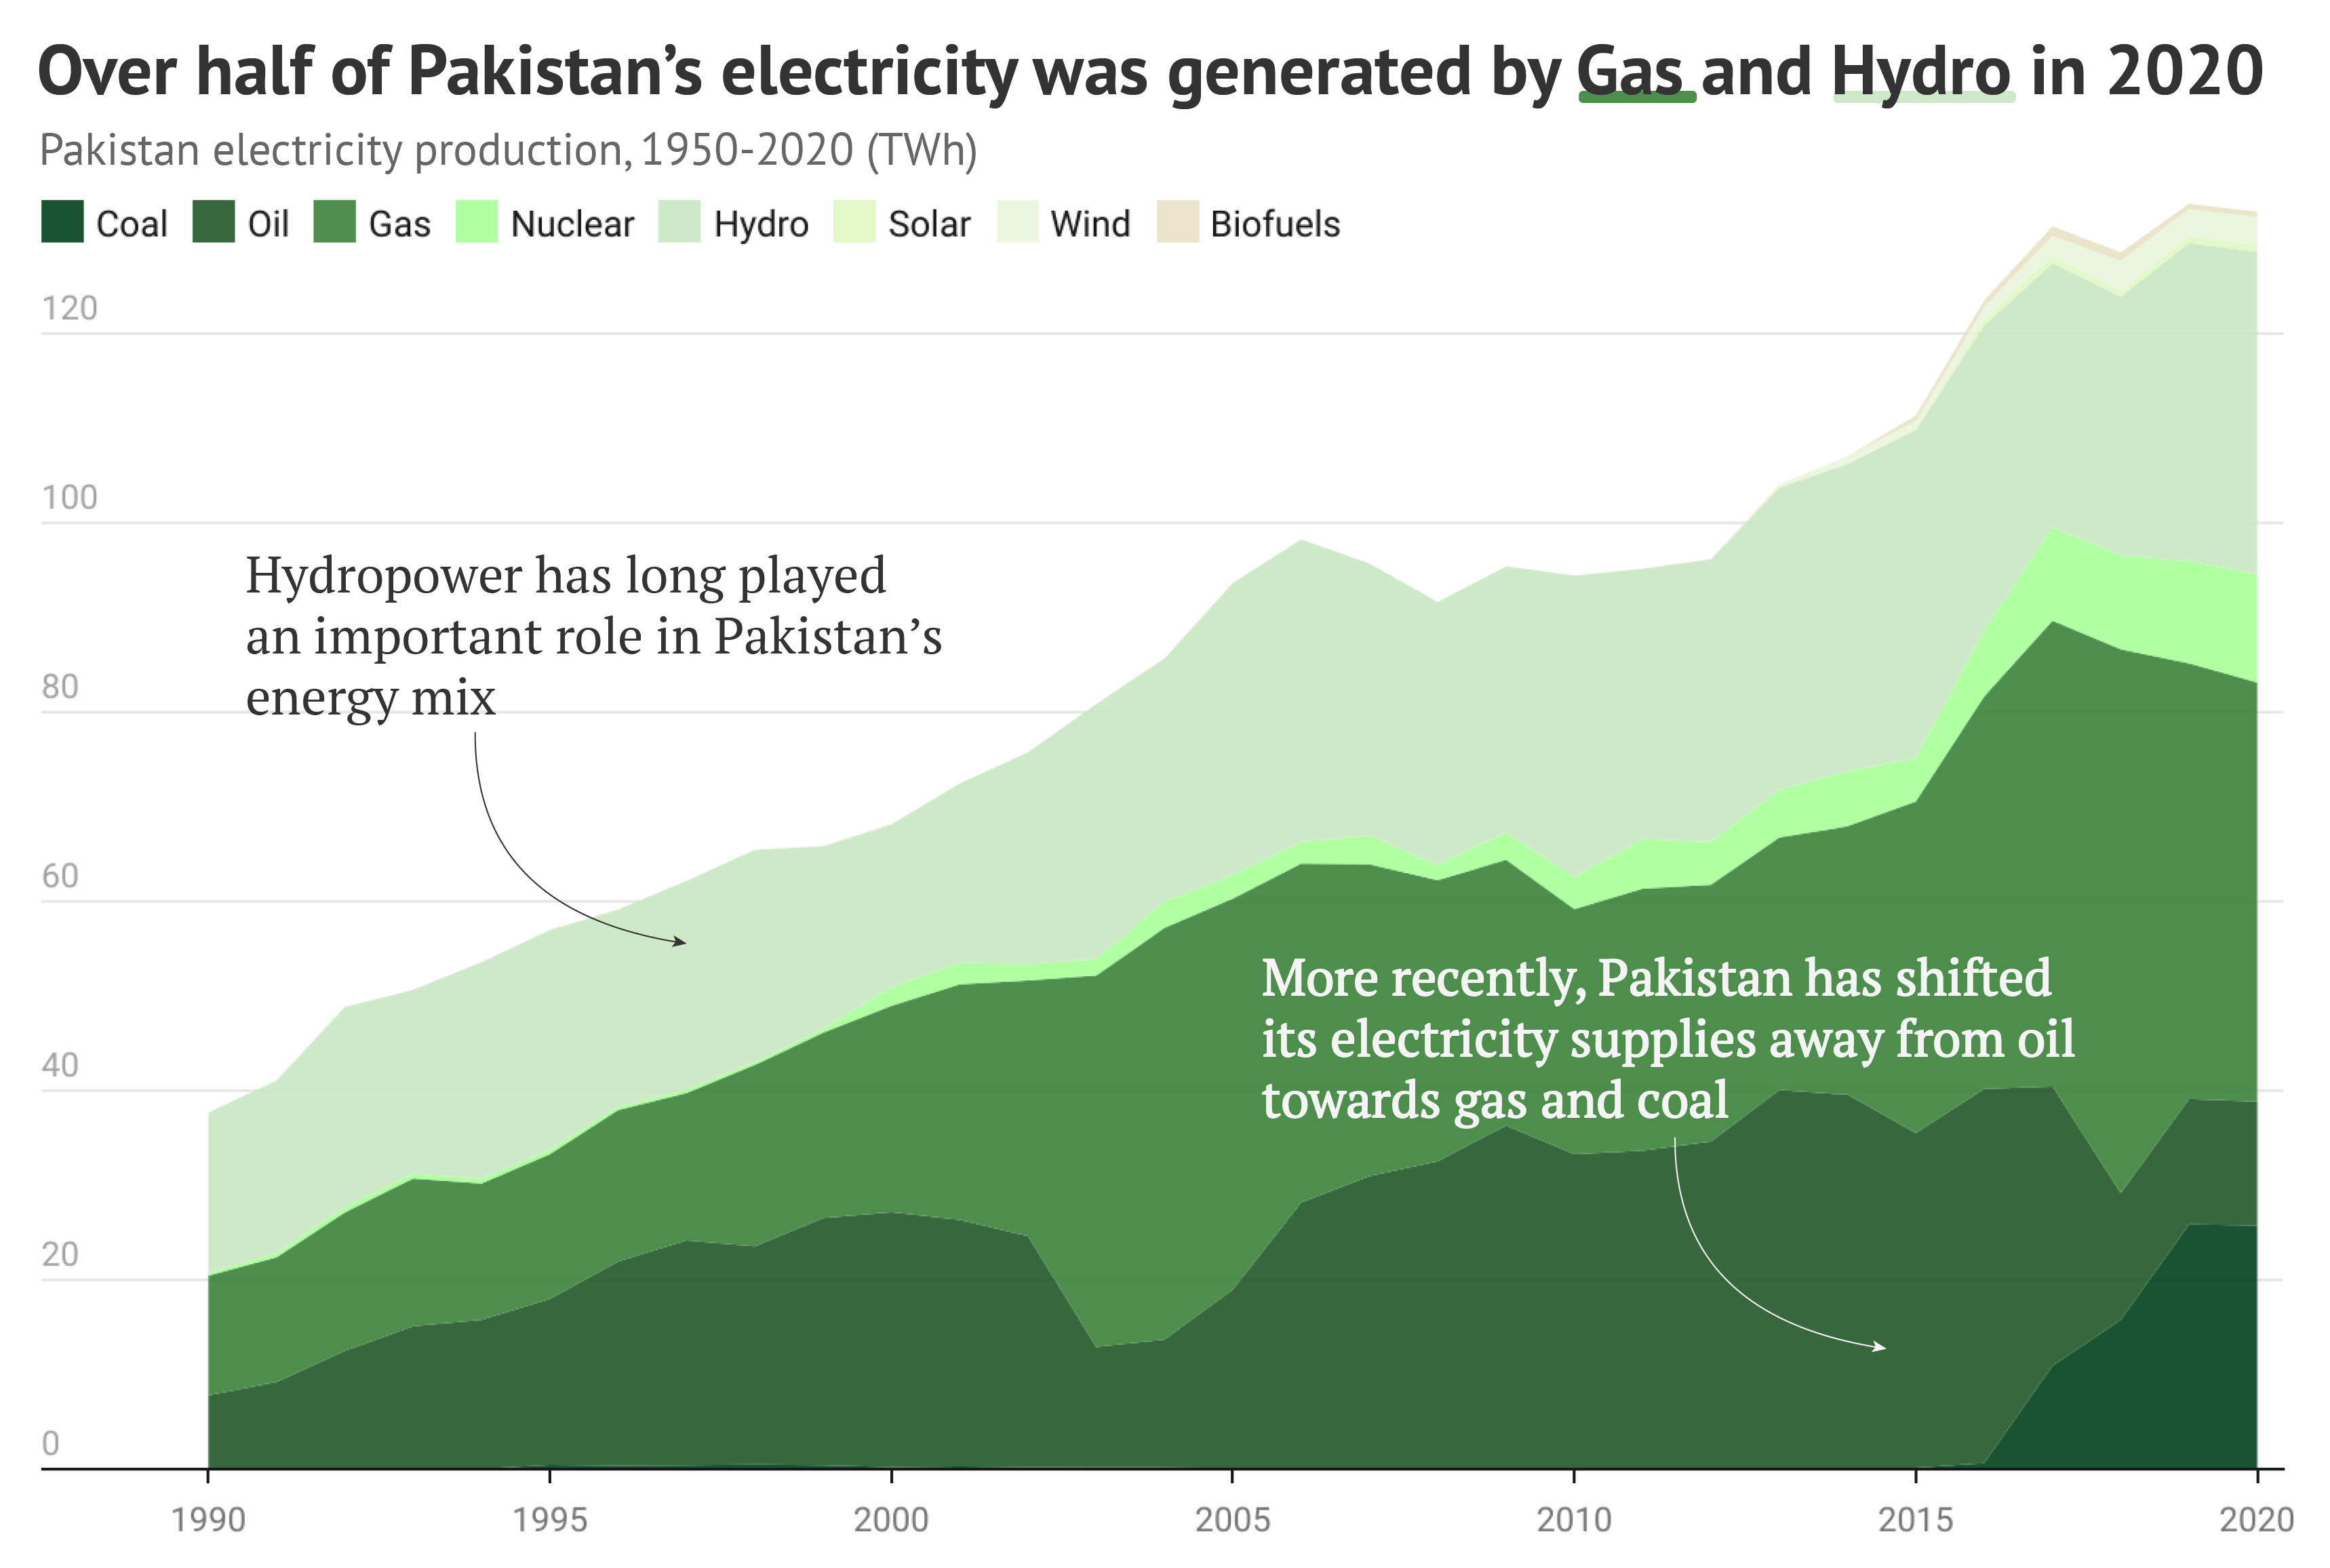 Over half of Pakistan’s electricity was generated by Gas and Hydro in 2020
Pakistan electricity production, 1950-2020 (TWh)
Coal Oil Gas Nuclear Hydro Solar Wind Biofuels
120
100
Hydropower has long played
an important role in Pakistan’s
energy mix
80
60
More recently, Pakistan has shifted
its electricity supplies away from oil
towards gas and coal
40
20
0
1990 1995 2000 2005 2010 2015 2020